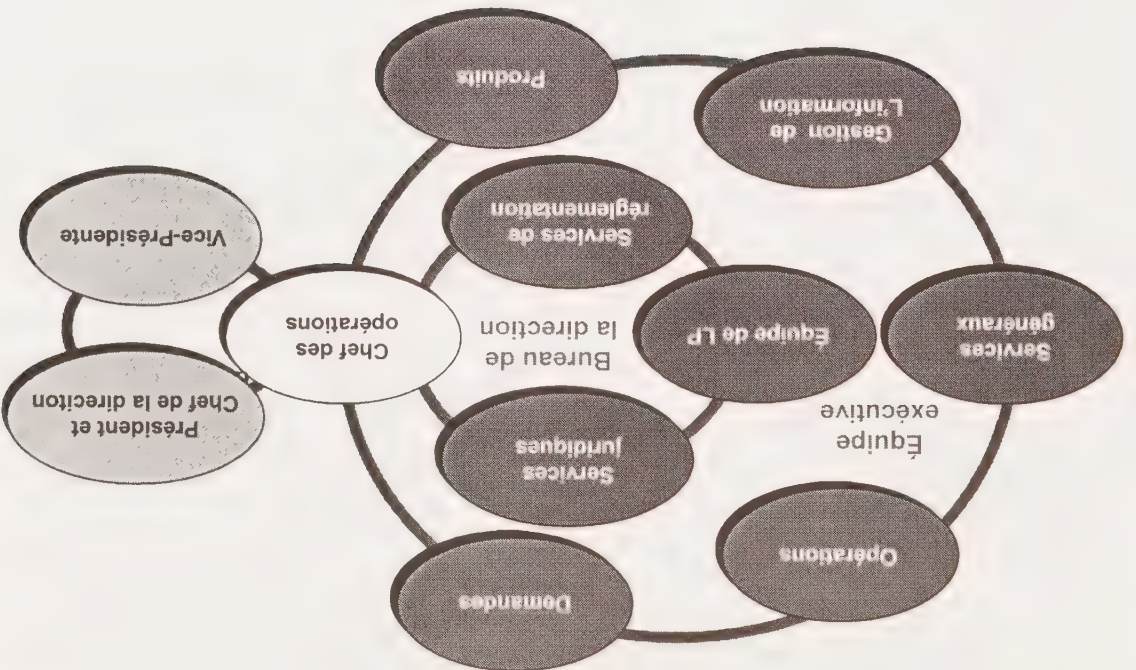 Demandes
Opérations
Services
juridiques
Équipe
exécutive
Président et
Chef de la direciton
Services
généraux
Équipe de LP
Bureau de
la direction
Chef des
opérations
Vice-Présidente
Services de
réglementation
Gestion de
L'information
Produits